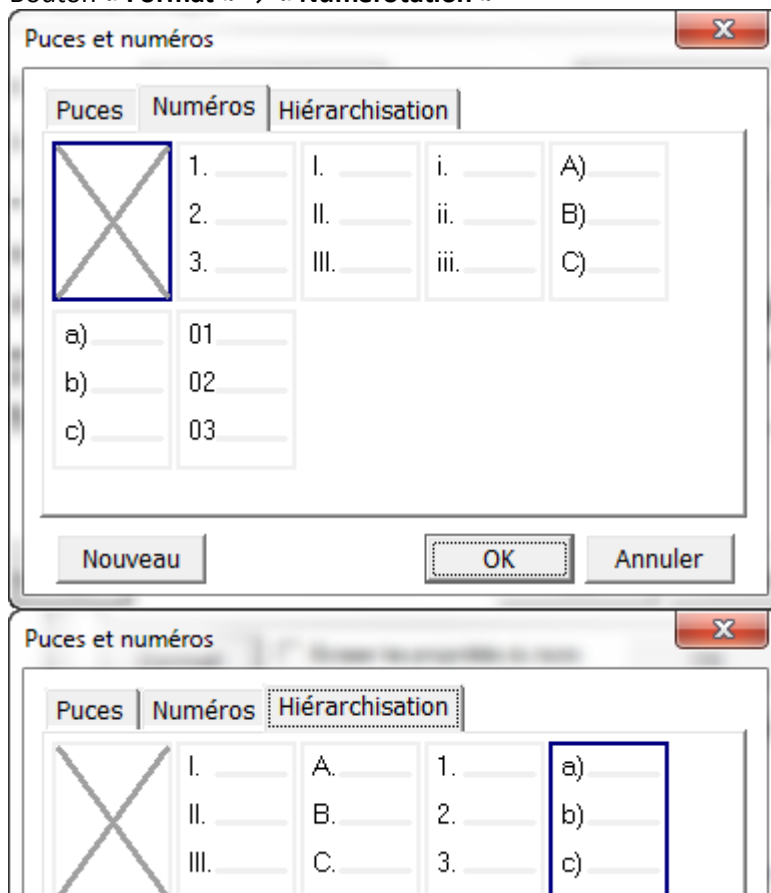 Bouton « Format » → « Numérotation »
Puces et numéros
Puces Numéros Hiérarchisation
1. I. i. A)
2. II. ii. B)
3. III. iii. C)
a) 01
b) 02
c) 03
Nouveau OK Annuler
Puces et numéros
Puces Numéros Hiérarchisation
I. A. 1. a)
II. B. 2. b)
III. C. 3. c)